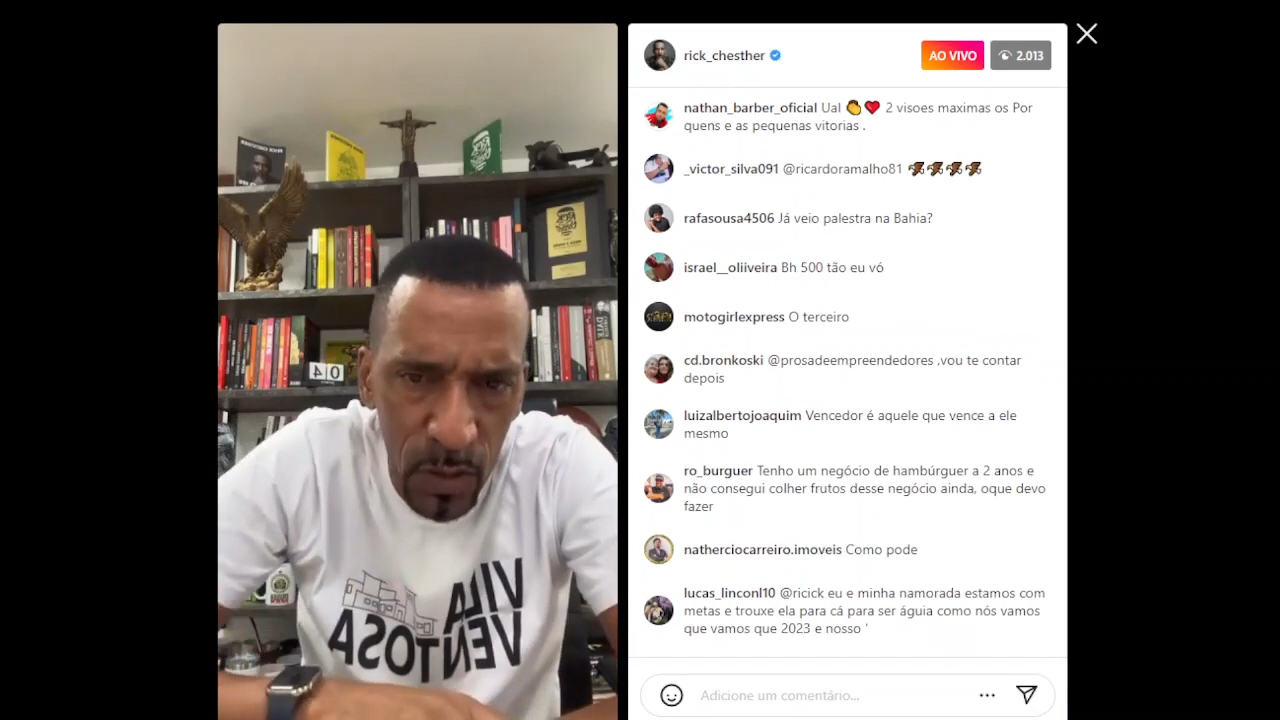 rick_chesther
AO VIVO
2.013
nathan_barber_oficial Ual 2 visoes maximas os Por
quens e as pequenas vitorias .
_victor_silva091 @ricardoramalho81
rafasousa4506 Já veio palestra na Bahia?
israel__oliiveira Bh 500 tão eu vó
motogirlexpress O terceiro
cd.bronkoski @prosadeempreendedores ,vou te contar
depois
luizalbertojoaquim Vencedor é aquele que vence a ele
mesmo
ro_burguer Tenho um negócio de hambúrguer a 2 anos e
não consegui colher frutos desse negócio ainda, oque devo
fazer
natherciocarreiro.imoveis Como pode
lucas_linconl10 @ricick eu e minha namorada estamos com
metas e trouxe ela para cá para ser águia como nós vamos
que vamos que 2023 e nosso '
Adicione um comentário...
04
VILA
VENTOSA